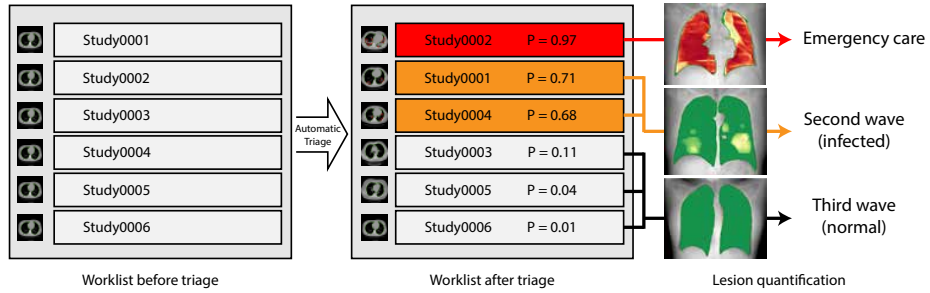 Study0001
Study0002
Study0003
Study0004
Study0005
Study0006
Worklist before triage
Automatic
Triage
Study0002 P = 0.97
Study0001 P = 0.71
Study0004 P = 0.68
Study0003 P = 0.11
Study0005 P = 0.04
Study0006 P = 0.01
Worklist after triage
Emergency care
Second wave
(infected)
Third wave
(normal)
Lesion quantification